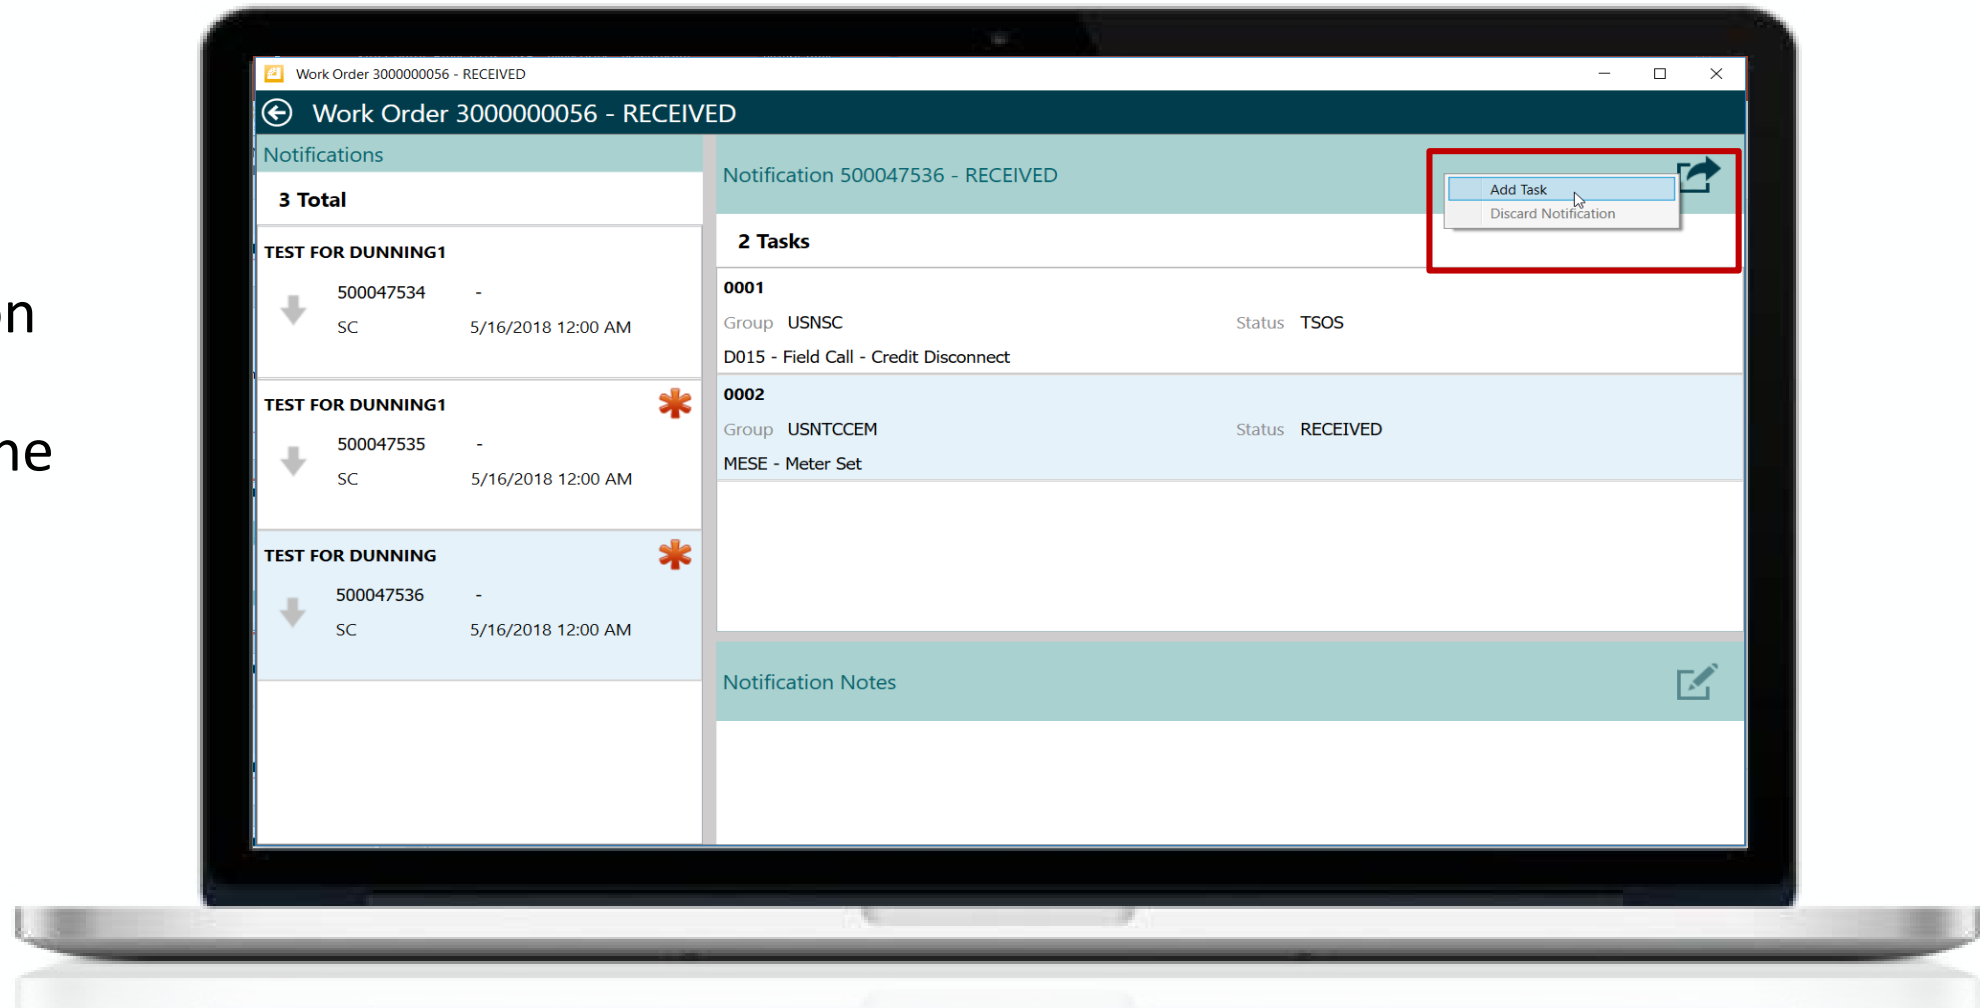 Work Order 3000000056 - RECEIVED
Work Order 3000000056 - RECEIVED
Notifications
3 Total
TEST FOR DUNNING1
500047534 -
SC 5/16/2018 12:00 AM
TEST FOR DUNNING1
500047535 -
SC 5/16/2018 12:00 AM
TEST FOR DUNNING
500047536 -
SC 5/16/2018 12:00 AM
Notification 500047536 - RECEIVED
Add Task
Discard Notification
2 Tasks
0001
Group USNSC Status TSOS
D015 - Field Call - Credit Disconnect
0002
Group USNTCCEM Status RECEIVED
MESE - Meter Set
Notification Notes